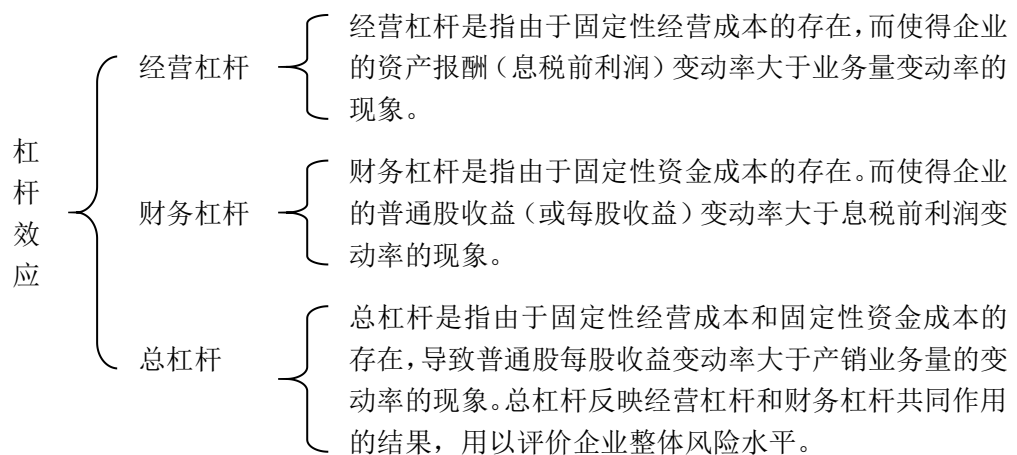 杠杆效应
经营杠杆
经营杠杆是指由于固定性经营成本的存在，而使得企业
的资产报酬（息税前利润）变动率大于业务量变动率的
现象。
财务杠杆
财务杠杆是指由于固定性资金成本的存在。而使得企业
的普通股收益（或每股收益）变动率大于息税前利润变
动率的现象。
总杠杆
总杠杆是指由于固定性经营成本和固定性资金成本的
存在，导致普通股每股收益变动率大于产销业务量的变
动率的现象。总杠杆反映经营杠杆和财务杠杆共同作用
的结果，用以评价企业整体风险水平。